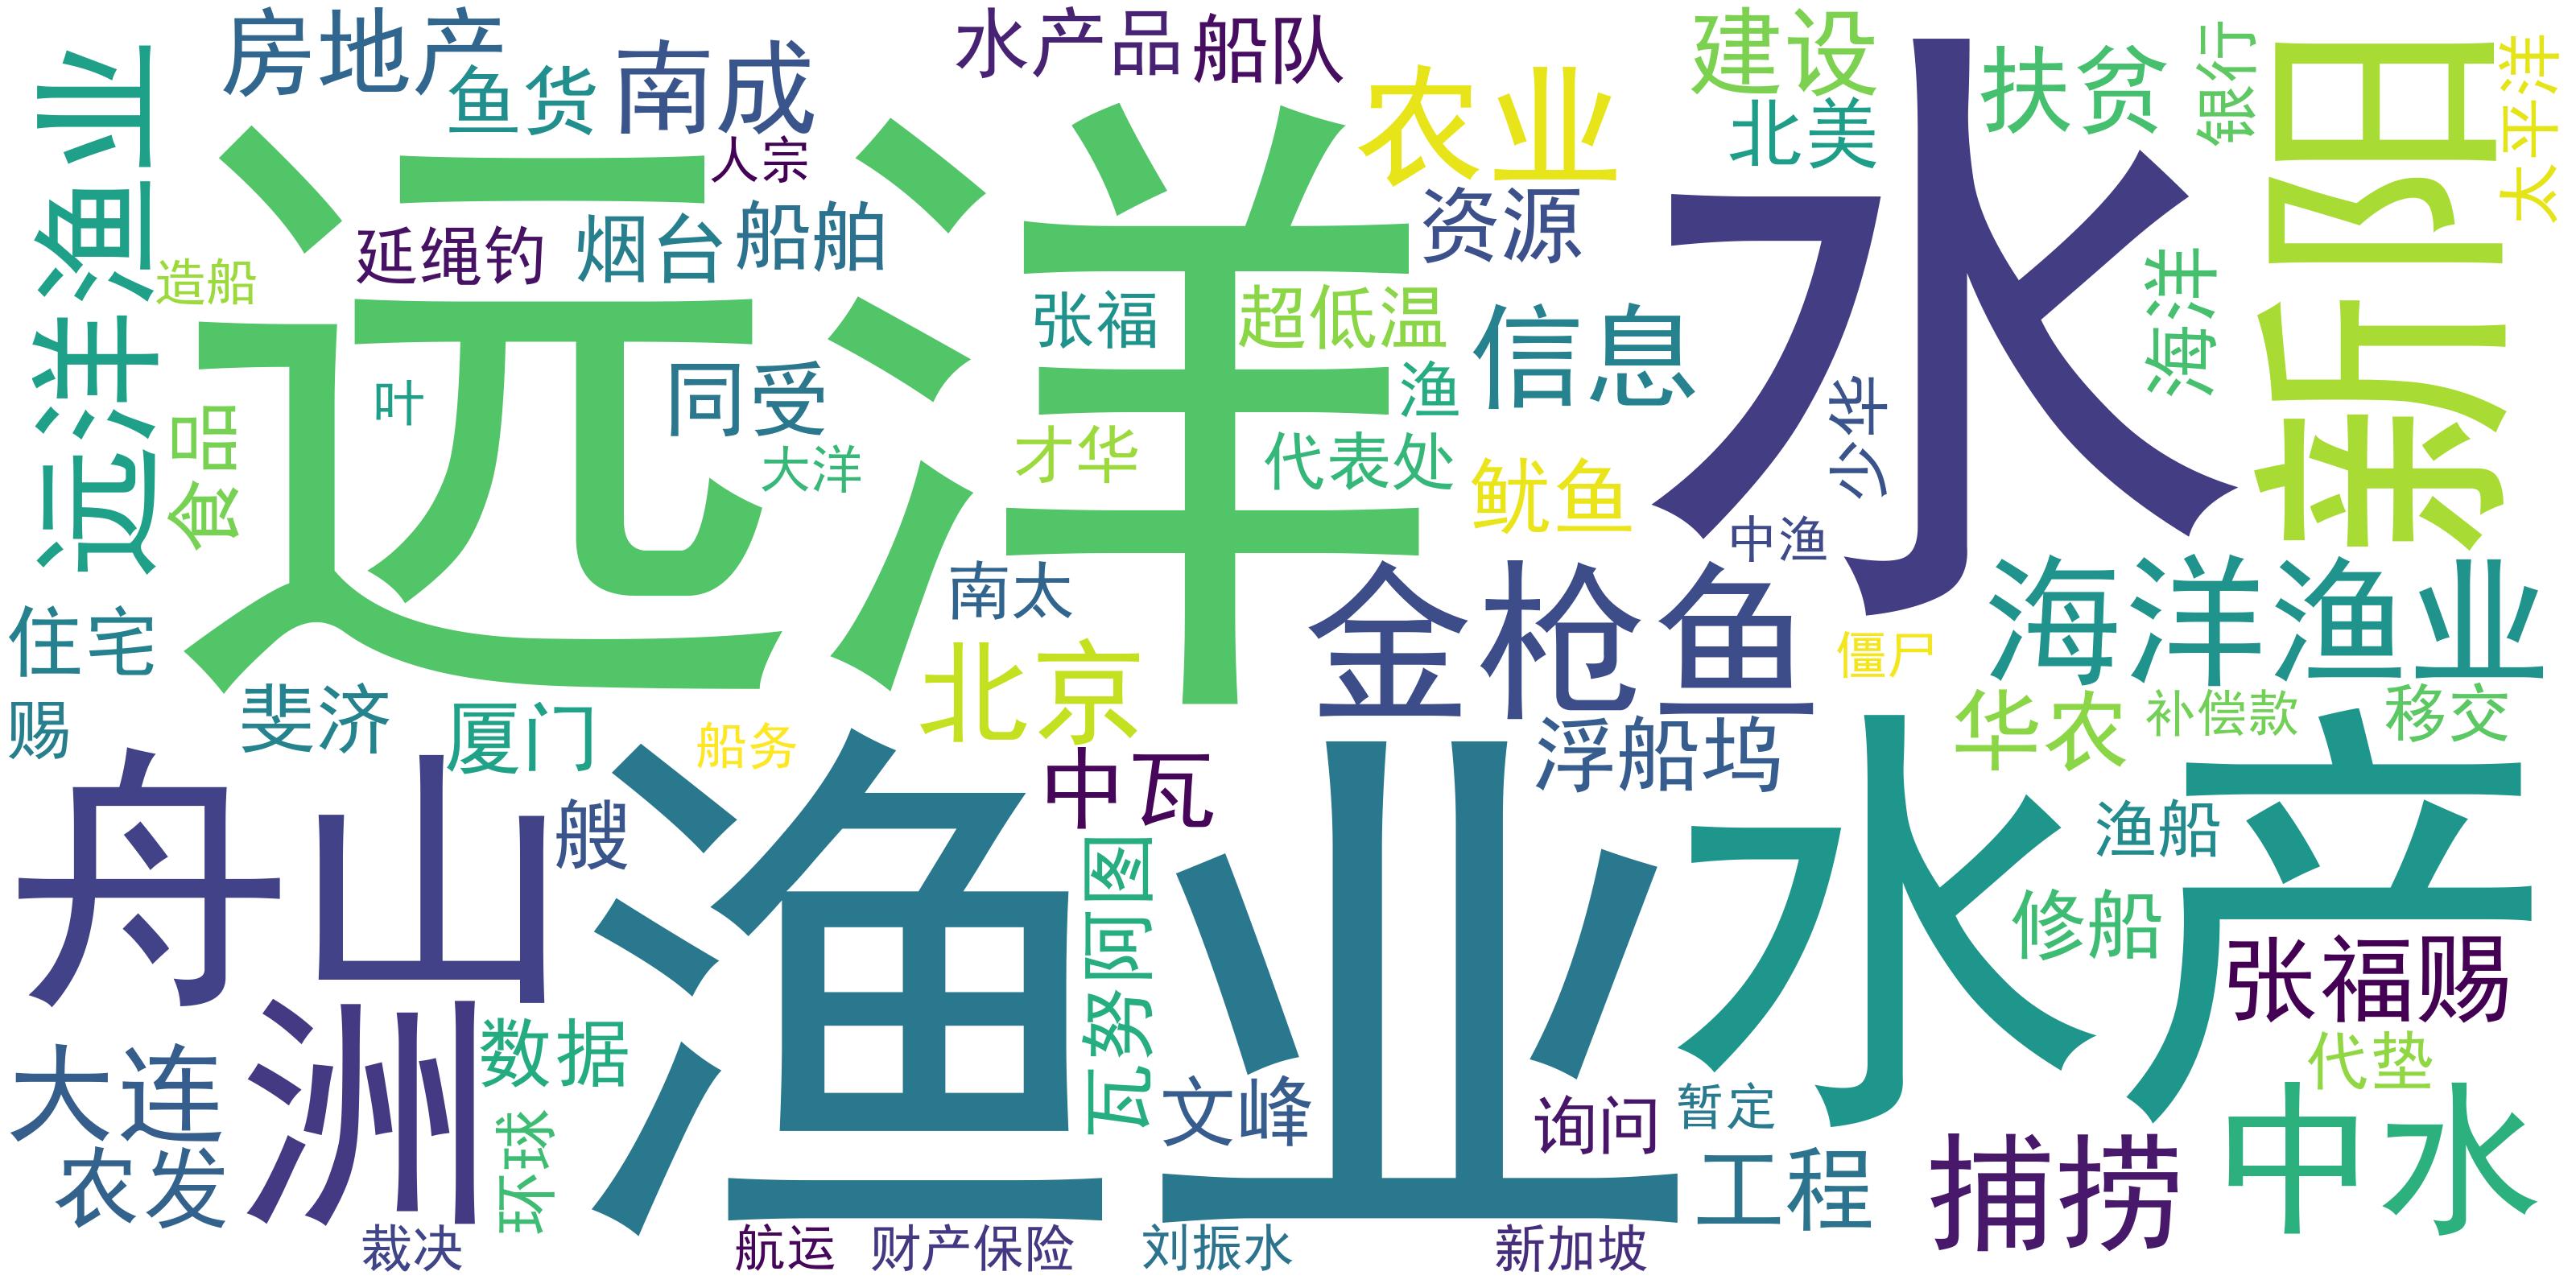 房地产
鱼货
南成
水产品
船队
农业
建设
北美
扶贫
银行
新阳
太平洋
远洋渔业
远洋
人宗
水
延绳钓
烟台
船舶
资源
造船
张福
超低温
信息
海洋
食品
叶
同受
大洋
渔
才华
代表处
鱿鱼
少华
中渔
住宅
南太
金枪鱼
僵尸
海洋渔业
赐
斐济
厦门
船务
北京
中瓦
浮船坞
华农
补偿款
移交
舟山
艘
渔业
瓦努阿图
水产
渔船
修船
张福赐
洲
大连
数据
农发
环球
文峰
询问
暂定
工程
捕捞
代垫
中水
裁决
航运
财产保险
刘振水
新加坡